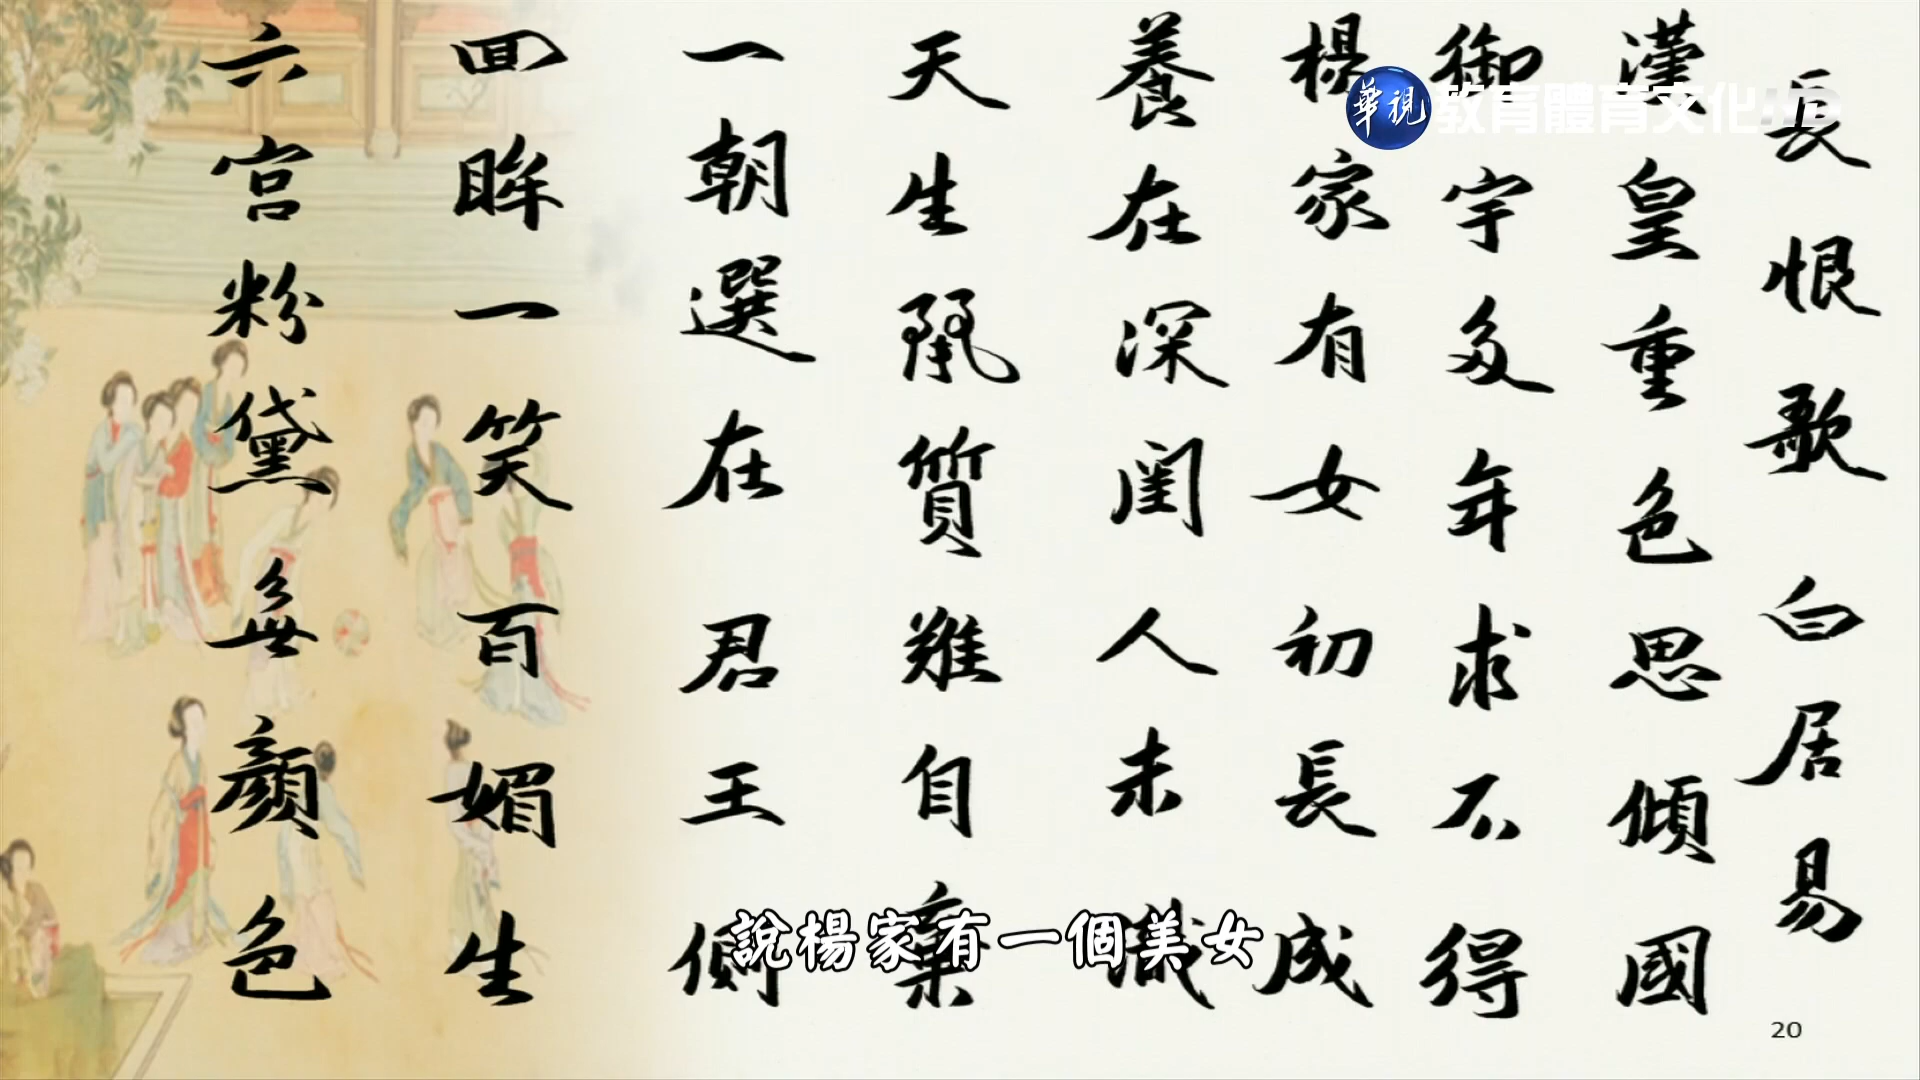 長恨歌 白居易
漢皇重色思傾國
御宇多年求不得
楊家有女初長成
養在深閨人未識
天生麗質難自棄
一朝選在君王側
回眸一笑百媚生
六宮粉黛無顏色
華視 教育體育文化HD
說楊家有一個美女
20